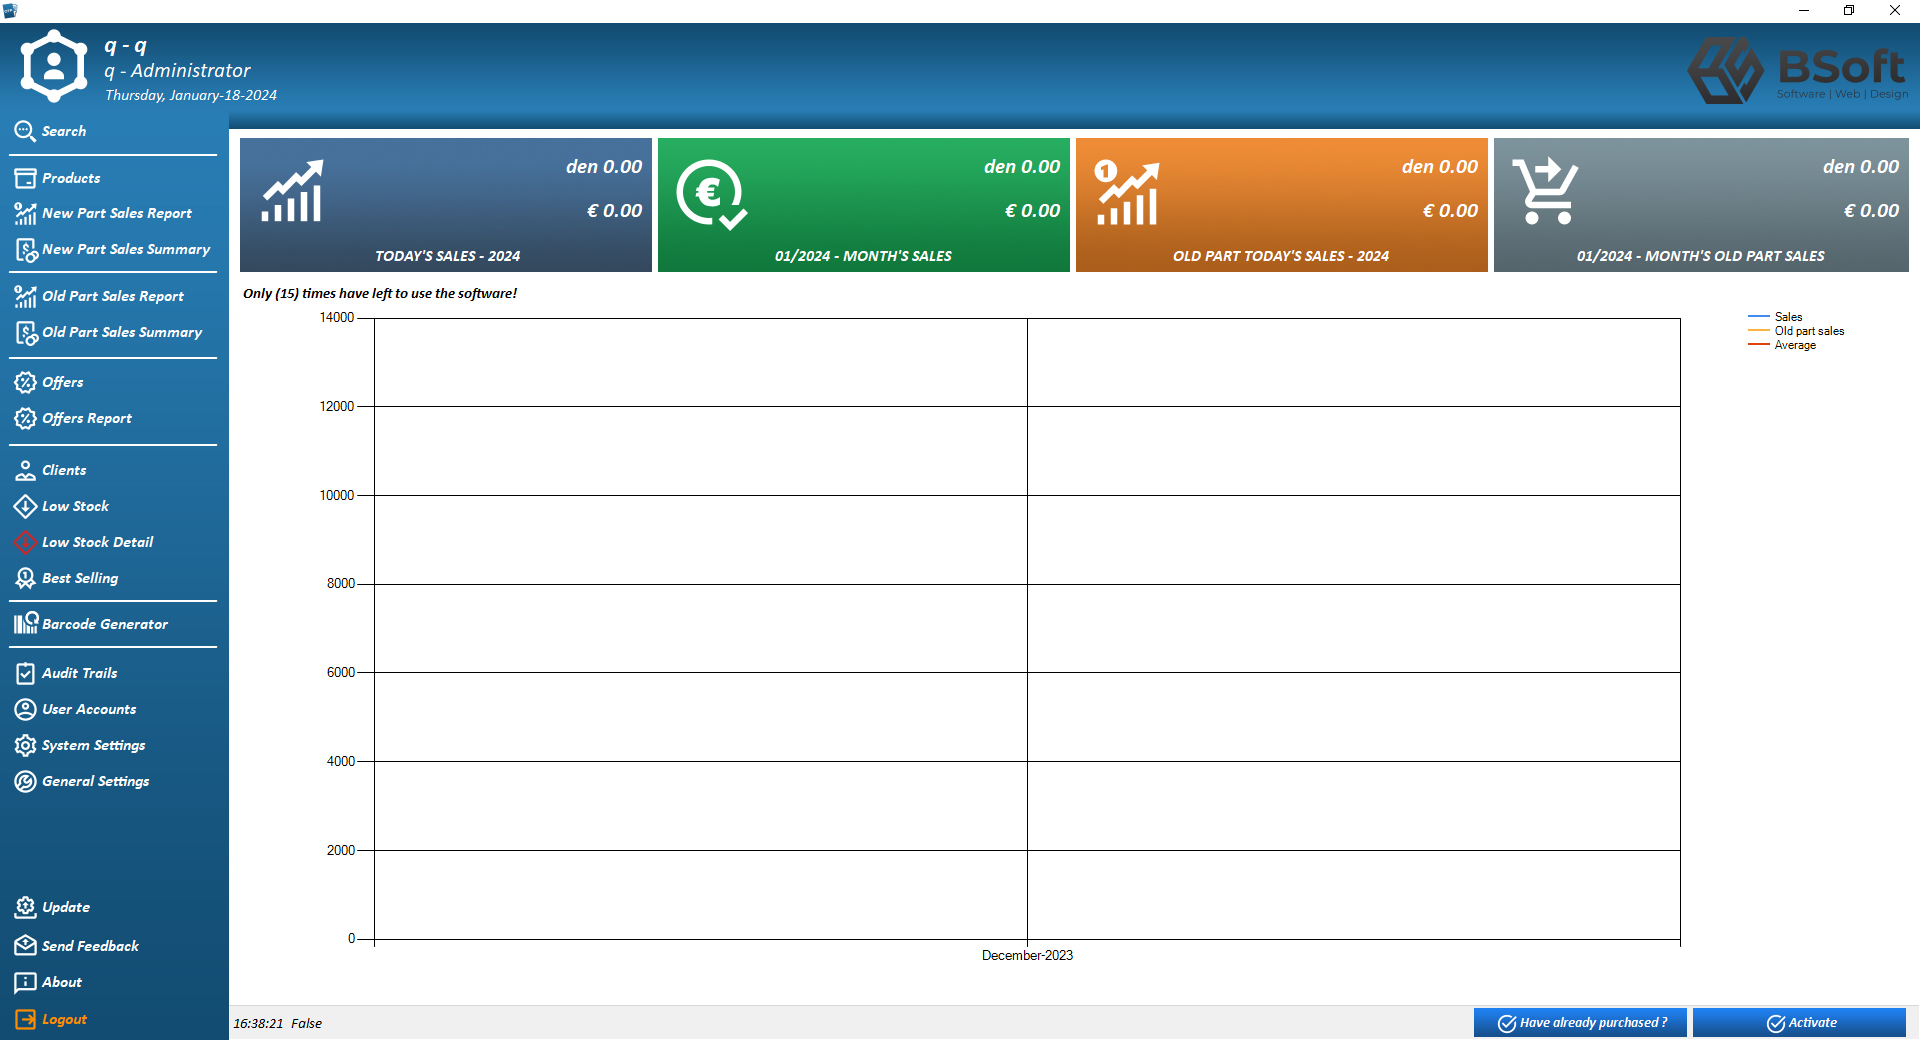 q - q
q - Administrator
Thursday, January-18-2024
BSoft
Software | Web | Design
Search
Products
New Part Sales Report
New Part Sales Summary
Old Part Sales Report
Old Part Sales Summary
Offers
Offers Report
Clients
Low Stock
Low Stock Detail
Best Selling
Barcode Generator
Audit Trails
User Accounts
System Settings
General Settings
Update
Send Feedback
About
Logout
den 0.00
€ 0.00
TODAY'S SALES - 2024
den 0.00
€ 0.00
01/2024 - MONTH'S SALES
den 0.00
€ 0.00
OLD PART TODAY'S SALES - 2024
den 0.00
€ 0.00
01/2024 - MONTH'S OLD PART SALES
Only (15) times have left to use the software!
14000
12000
10000
8000
6000
4000
2000
0
December-2023
Sales
Old part sales
Average
16:38:21 False
Have already purchased ?
Activate